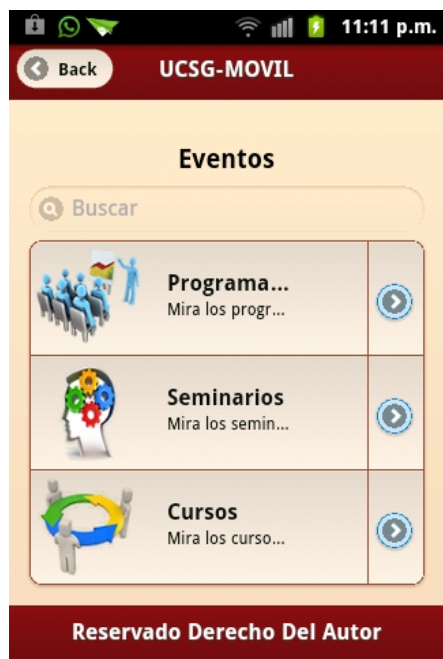 11:11 p.m.
Back
UCSG-MOVIL
Eventos
Buscar
Programa...
Mira los progr...
Seminarios
Mira los semin...
Cursos
Mira los curso...
Reservado Derecho Del Autor